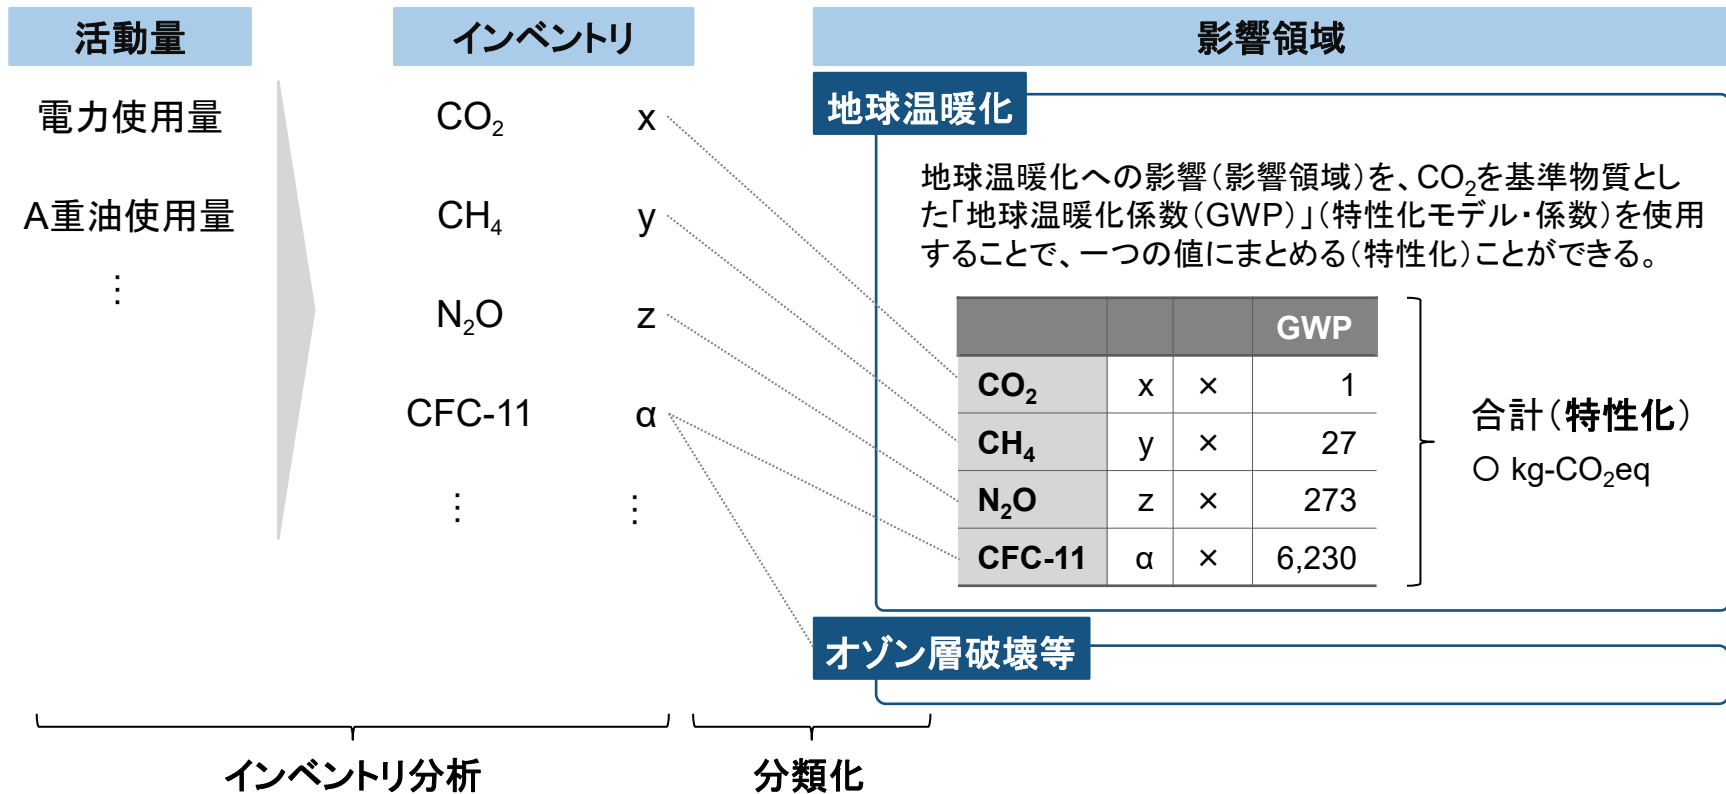 活動量
インベントリ
影響領域
電力使用量
A重油使用量
⋮
CO₂ x
CH₄ y
N₂O z
CFC-11 α
⋮ ⋮
地球温暖化
地球温暖化への影響（影響領域）を、CO₂を基準物質とし
た「地球温暖化係数（GWP）」（特性化モデル・係数）を使用
することで、一つの値にまとめる（特性化）ことができる。
GWP
CO₂ x × 1
CH₄ y × 27
N₂O z × 273
CFC-11 α × 6,230
合計（特性化）
〇 kg-CO₂eq
オゾン層破壊等
インベントリ分析
分類化